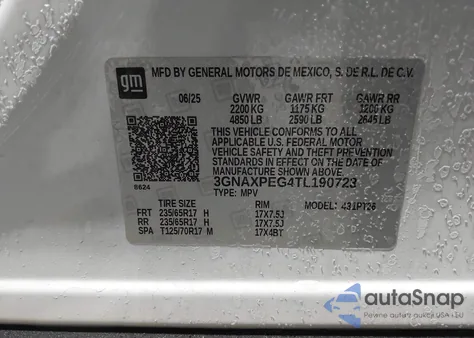 gm
MFD BY GENERAL MOTORS DE MEXICO, S. DE R.L. DE C.V.
06/25 GVWR GAWR FRT GAWR RR
2200 KG 1175 KG 1200 KG
4850 LB 2590 LB 2645 LB
THIS VEHICLE CONFORMS TO ALL
APPLICABLE U.S. FEDERAL MOTOR
VEHICLE SAFETY AND THEFT PREVENTION
STANDARDS IN EFFECT ON THE DATE OF
MANUFACTURE SHOWN ABOVE.
8624 3GNAXPEG4TL190723
TYPE: MPV
TIRE SIZE RIM MODEL:
FRT 235/65R17 H 17X7.5J
RR 235/65R17 H 17X7.5J
SPA T125/70R17 M 17X4BT
autoSnap
Powered by